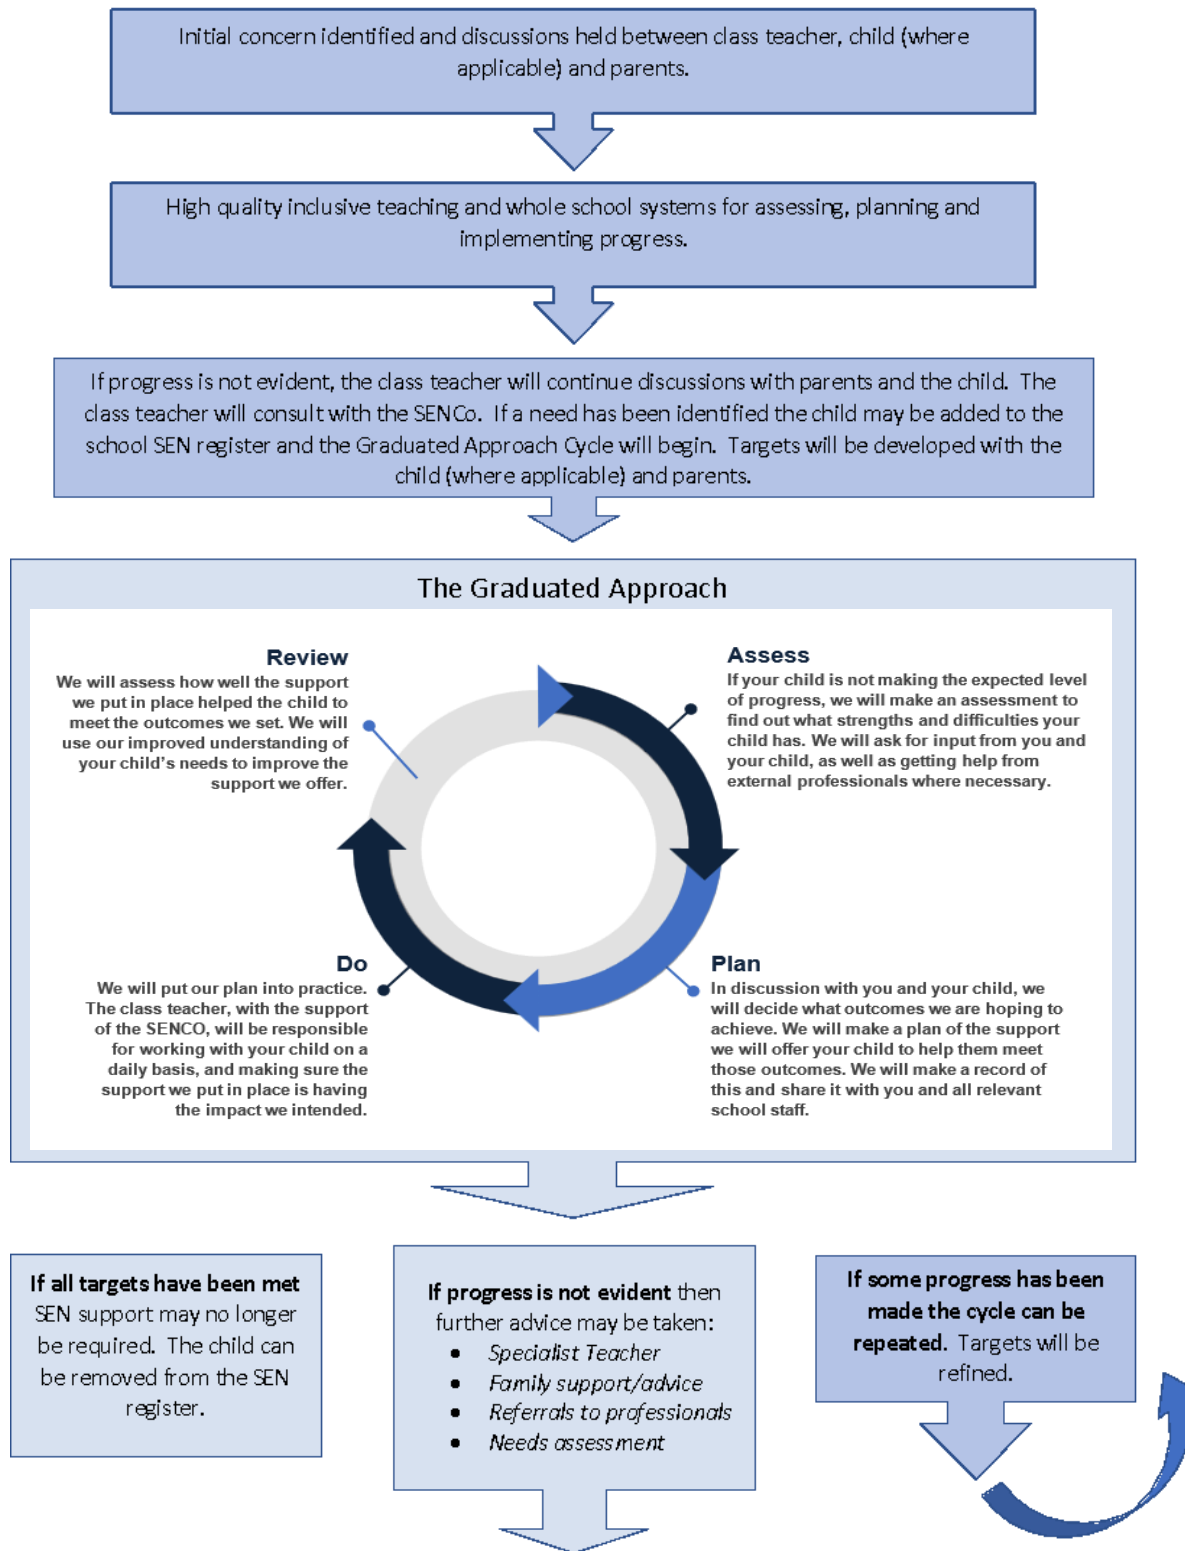 Initial concern identified and discussions held between class teacher, child (where
applicable) and parents.
High quality inclusive teaching and whole school systems for assessing, planning and
implementing progress.
If progress is not evident, the class teacher will continue discussions with parents and the child. The
class teacher will consult with the SENCo. If a need has been identified the child may be added to the
school SEN register and the Graduated Approach Cycle will begin. Targets will be developed with the
child (where applicable) and parents.
The Graduated Approach
Review
We will assess how well the support
we put in place helped the child to
meet the outcomes we set. We will
use our improved understanding of
your child's needs to improve the
support we offer.
Assess
If your child is not making the expected level
of progress, we will make an assessment to
find out what strengths and difficulties your
child has. We will ask for input from you and
your child, as well as getting help from
external professionals where necessary.
Do
We will put our plan into practice.
The class teacher, with the support
of the SENCO, will be responsible
for working with your child on a
daily basis, and making sure the
support we put in place is having
the impact we intended.
Plan
In discussion with you and your child, we
will decide what outcomes we are hoping to
achieve. We will make a plan of the support
we will offer your child to help them meet
those outcomes. We will make a record of
this and share it with you and all relevant
school staff.
If all targets have been met
SEN support may no longer
be required. The child can
be removed from the SEN
register.
If progress is not evident then
further advice may be taken:
• Specialist Teacher
• Family support/advice
• Referrals to professionals
• Needs assessment
If some progress has been
made the cycle can be
repeated. Targets will be
refined.